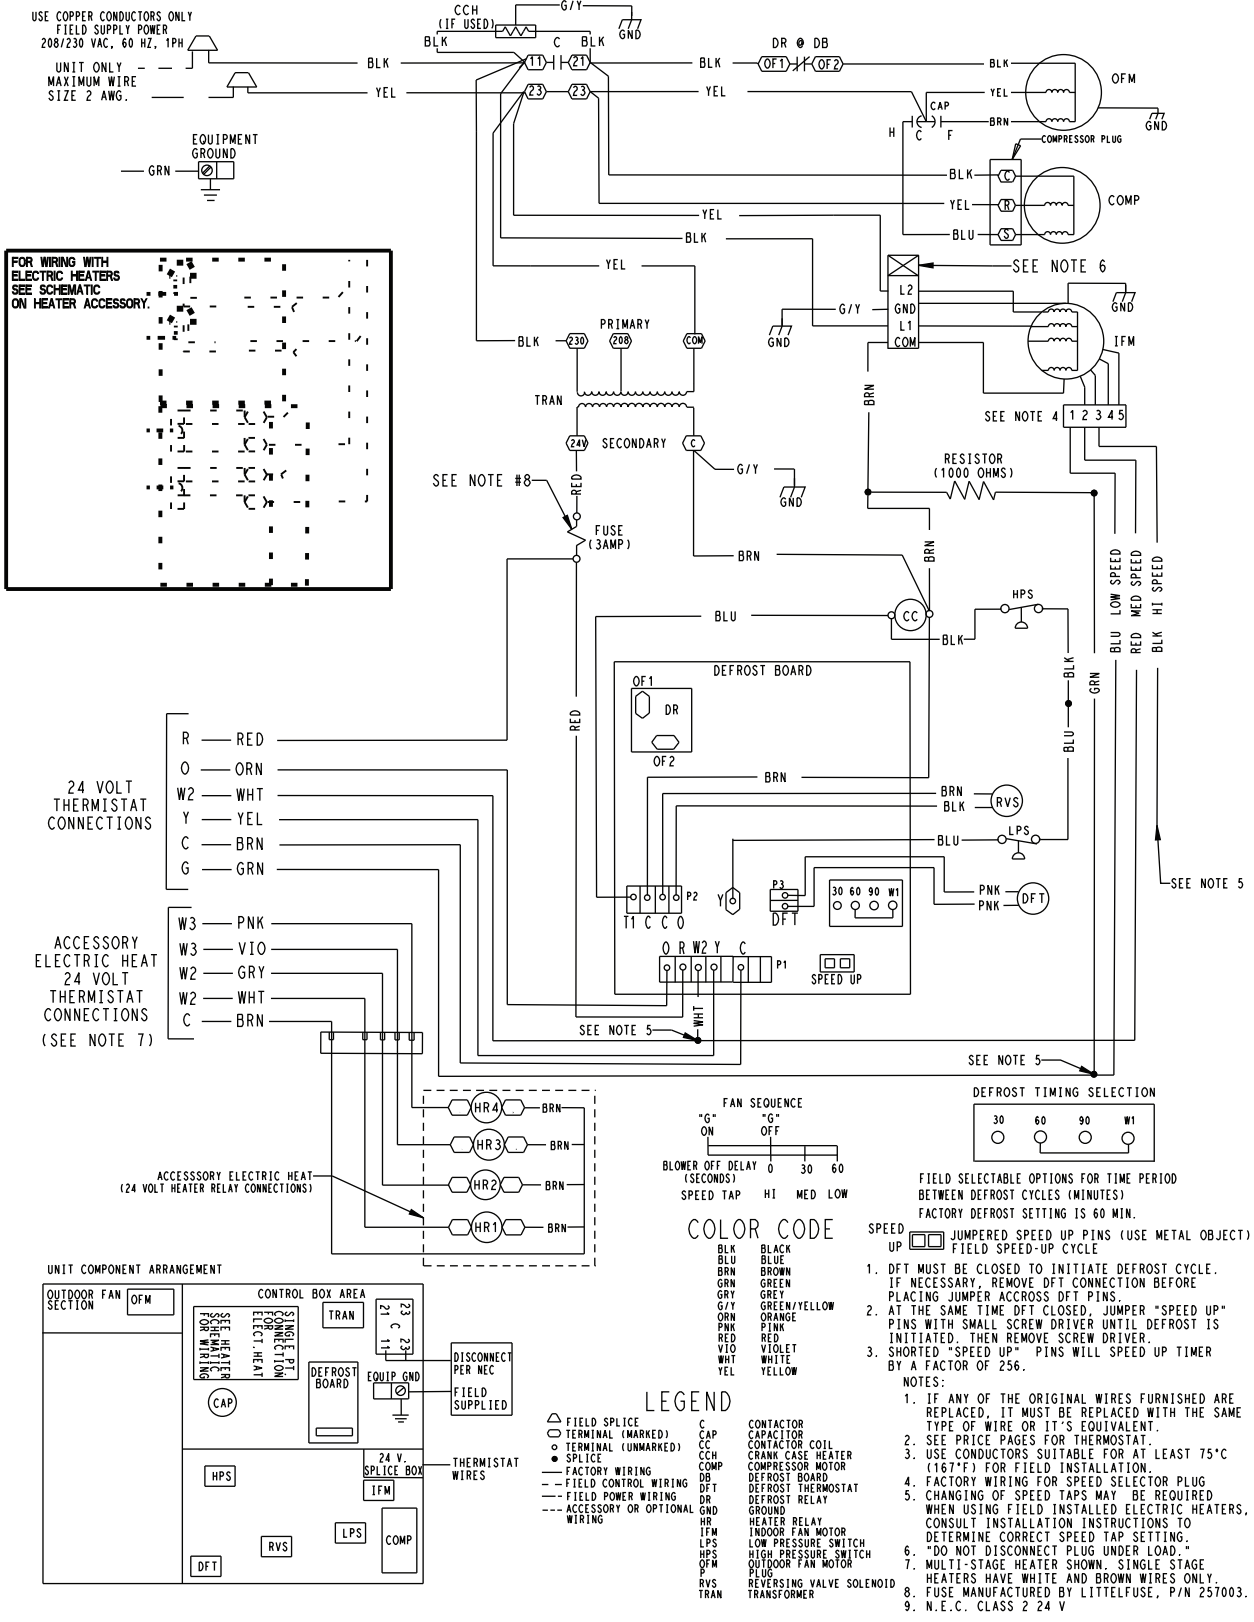 USE COPPER CONDUCTORS ONLY
FIELD SUPPLY POWER
208/230 VAC, 60 HZ, 1PH
UNIT ONLY
MAXIMUM WIRE
SIZE 2 AWG.
BLK
YEL
CCH
(IF USED)
G/Y
GND
BLK
BLK
11
C
21
23
23
BLK
DR @ DB
OF1
OF2
BLK
OFM
YEL
YEL
CAP
BRN
GND
H
C
F
COMPRESSOR PLUG
EQUIPMENT
GROUND
GRN
BLK
C
YEL
R
COMP
BLU
S
YEL
BLK
YEL
SEE NOTE 6
FOR WIRING WITH
ELECTRIC HEATERS
SEE SCHEMATIC
ON HEATER ACCESSORY.
L2
GND
L1
COM
G/Y
GND
GND
IFM
PRIMARY
BLK
230
208
COM
TRAN
24V
SECONDARY
C
BRN
SEE NOTE 4
1 2 3 4 5
G/Y
GND
RED
SEE NOTE #8
FUSE
(3AMP)
RESISTOR
(1000 OHMS)
BRN
BRN
BLU LOW SPEED
RED MED SPEED
BLK HI SPEED
BLU
CC
BLK
HPS
BLK
GRN
BLU
DEFROST BOARD
OF1
DR
OF2
RED
BRN
BRN
BLK
RVS
BLU
LPS
24 VOLT
THERMISTAT
CONNECTIONS
R RED
O ORN
W2 WHT
Y YEL
C BRN
G GRN
P2
T1 C C O
Y
P3
DFT
30 60 90 W1
PNK
PNK
DFT
SEE NOTE 5
O R W2 Y C
P1
SPEED UP
ACCESSORY
ELECTRIC HEAT
24 VOLT
THERMISTAT
CONNECTIONS
(SEE NOTE 7)
W3 PNK
W3 VIO
W2 GRY
W2 WHT
C BRN
SEE NOTE 5
WHT
SEE NOTE 5
HR4 BRN
HR3 BRN
HR2 BRN
HR1 BRN
ACCESSSORY ELECTRIC HEAT
(24 VOLT HEATER RELAY CONNECTIONS)
FAN SEQUENCE
"G"
ON
"G"
OFF
BLOWER OFF DELAY
(SECONDS)
0 30 60
SPEED TAP HI MED LOW
DEFROST TIMING SELECTION
30 60 90 W1
FIELD SELECTABLE OPTIONS FOR TIME PERIOD
BETWEEN DEFROST CYCLES (MINUTES)
FACTORY DEFROST SETTING IS 60 MIN.
SPEED
UP
JUMPERED SPEED UP PINS (USE METAL OBJECT)
FIELD SPEED-UP CYCLE
1. DFT MUST BE CLOSED TO INITIATE DEFROST CYCLE.
IF NECESSARY, REMOVE DFT CONNECTION BEFORE
PLACING JUMPER ACCROSS DFT PINS.
2. AT THE SAME TIME DFT CLOSED, JUMPER "SPEED UP"
PINS WITH SMALL SCREW DRIVER UNTIL DEFROST IS
INITIATED. THEN REMOVE SCREW DRIVER.
3. SHORTED "SPEED UP" PINS WILL SPEED UP TIMER
BY A FACTOR OF 256.
NOTES:
1. IF ANY OF THE ORIGINAL WIRES FURNISHED ARE
REPLACED, IT MUST BE REPLACED WITH THE SAME
TYPE OF WIRE OR IT'S EQUIVALENT.
2. SEE PRICE PAGES FOR THERMOSTAT.
3. USE CONDUCTORS SUITABLE FOR AT LEAST 75°C
(167°F) FOR FIELD INSTALLATION.
4. FACTORY WIRING FOR SPEED SELECTOR PLUG
5. CHANGING OF SPEED TAPS MAY BE REQUIRED
WHEN USING FIELD INSTALLED ELECTRIC HEATERS,
CONSULT INSTALLATION INSTRUCTIONS TO
DETERMINE CORRECT SPEED TAP SETTING.
6. "DO NOT DISCONNECT PLUG UNDER LOAD."
7. MULTI-STAGE HEATER SHOWN. SINGLE STAGE
HEATERS HAVE WHITE AND BROWN WIRES ONLY.
8. FUSE MANUFACTURED BY LITTELFUSE, P/N 257003.
9. N.E.C. CLASS 2 24 V
COLOR CODE
BLK BLACK
BLU BLUE
BRN BROWN
GRN GREEN
GRY GREY
G/Y GREEN/YELLOW
ORN ORANGE
PNK PINK
RED RED
VIO VIOLET
WHT WHITE
YEL YELLOW
LEGEND
FIELD SPLICE
TERMINAL (MARKED)
TERMINAL (UNMARKED)
SPLICE
FACTORY WIRING
FIELD CONTROL WIRING
FIELD POWER WIRING
ACCESSORY OR OPTIONAL
WIRING
C CONTACTOR
CAP CAPACITOR
CC CONTACTOR COIL
CCH CRANK CASE HEATER
COMP COMPRESSOR MOTOR
DB DEFROST BOARD
DFT DEFROST THERMOSTAT
DR DEFROST RELAY
GND GROUND
HR HEATER RELAY
IFM INDOOR FAN MOTOR
LPS LOW PRESSURE SWITCH
HPS HIGH PRESSURE SWITCH
OFM OUTDOOR FAN MOTOR
P PLUG
RVS REVERSING VALVE SOLENOID
TRAN TRANSFORMER
UNIT COMPONENT ARRANGEMENT
OUTDOOR FAN
SECTION
OFM
CONTROL BOX AREA
SINGLE PT.
CONNECTION
FOR
ELECT.HEAT
SEE HEATER
SCHEMATIC
FOR WIRING
TRAN
23
21
C
23
11
DISCONNECT
PER NEC
FIELD
SUPPLIED
EQUIP GND
DEFROST
BOARD
CAP
24 V.
SPLICE BOX
THERMISTAT
WIRES
HPS
IFM
LPS
RVS
COMP
DFT